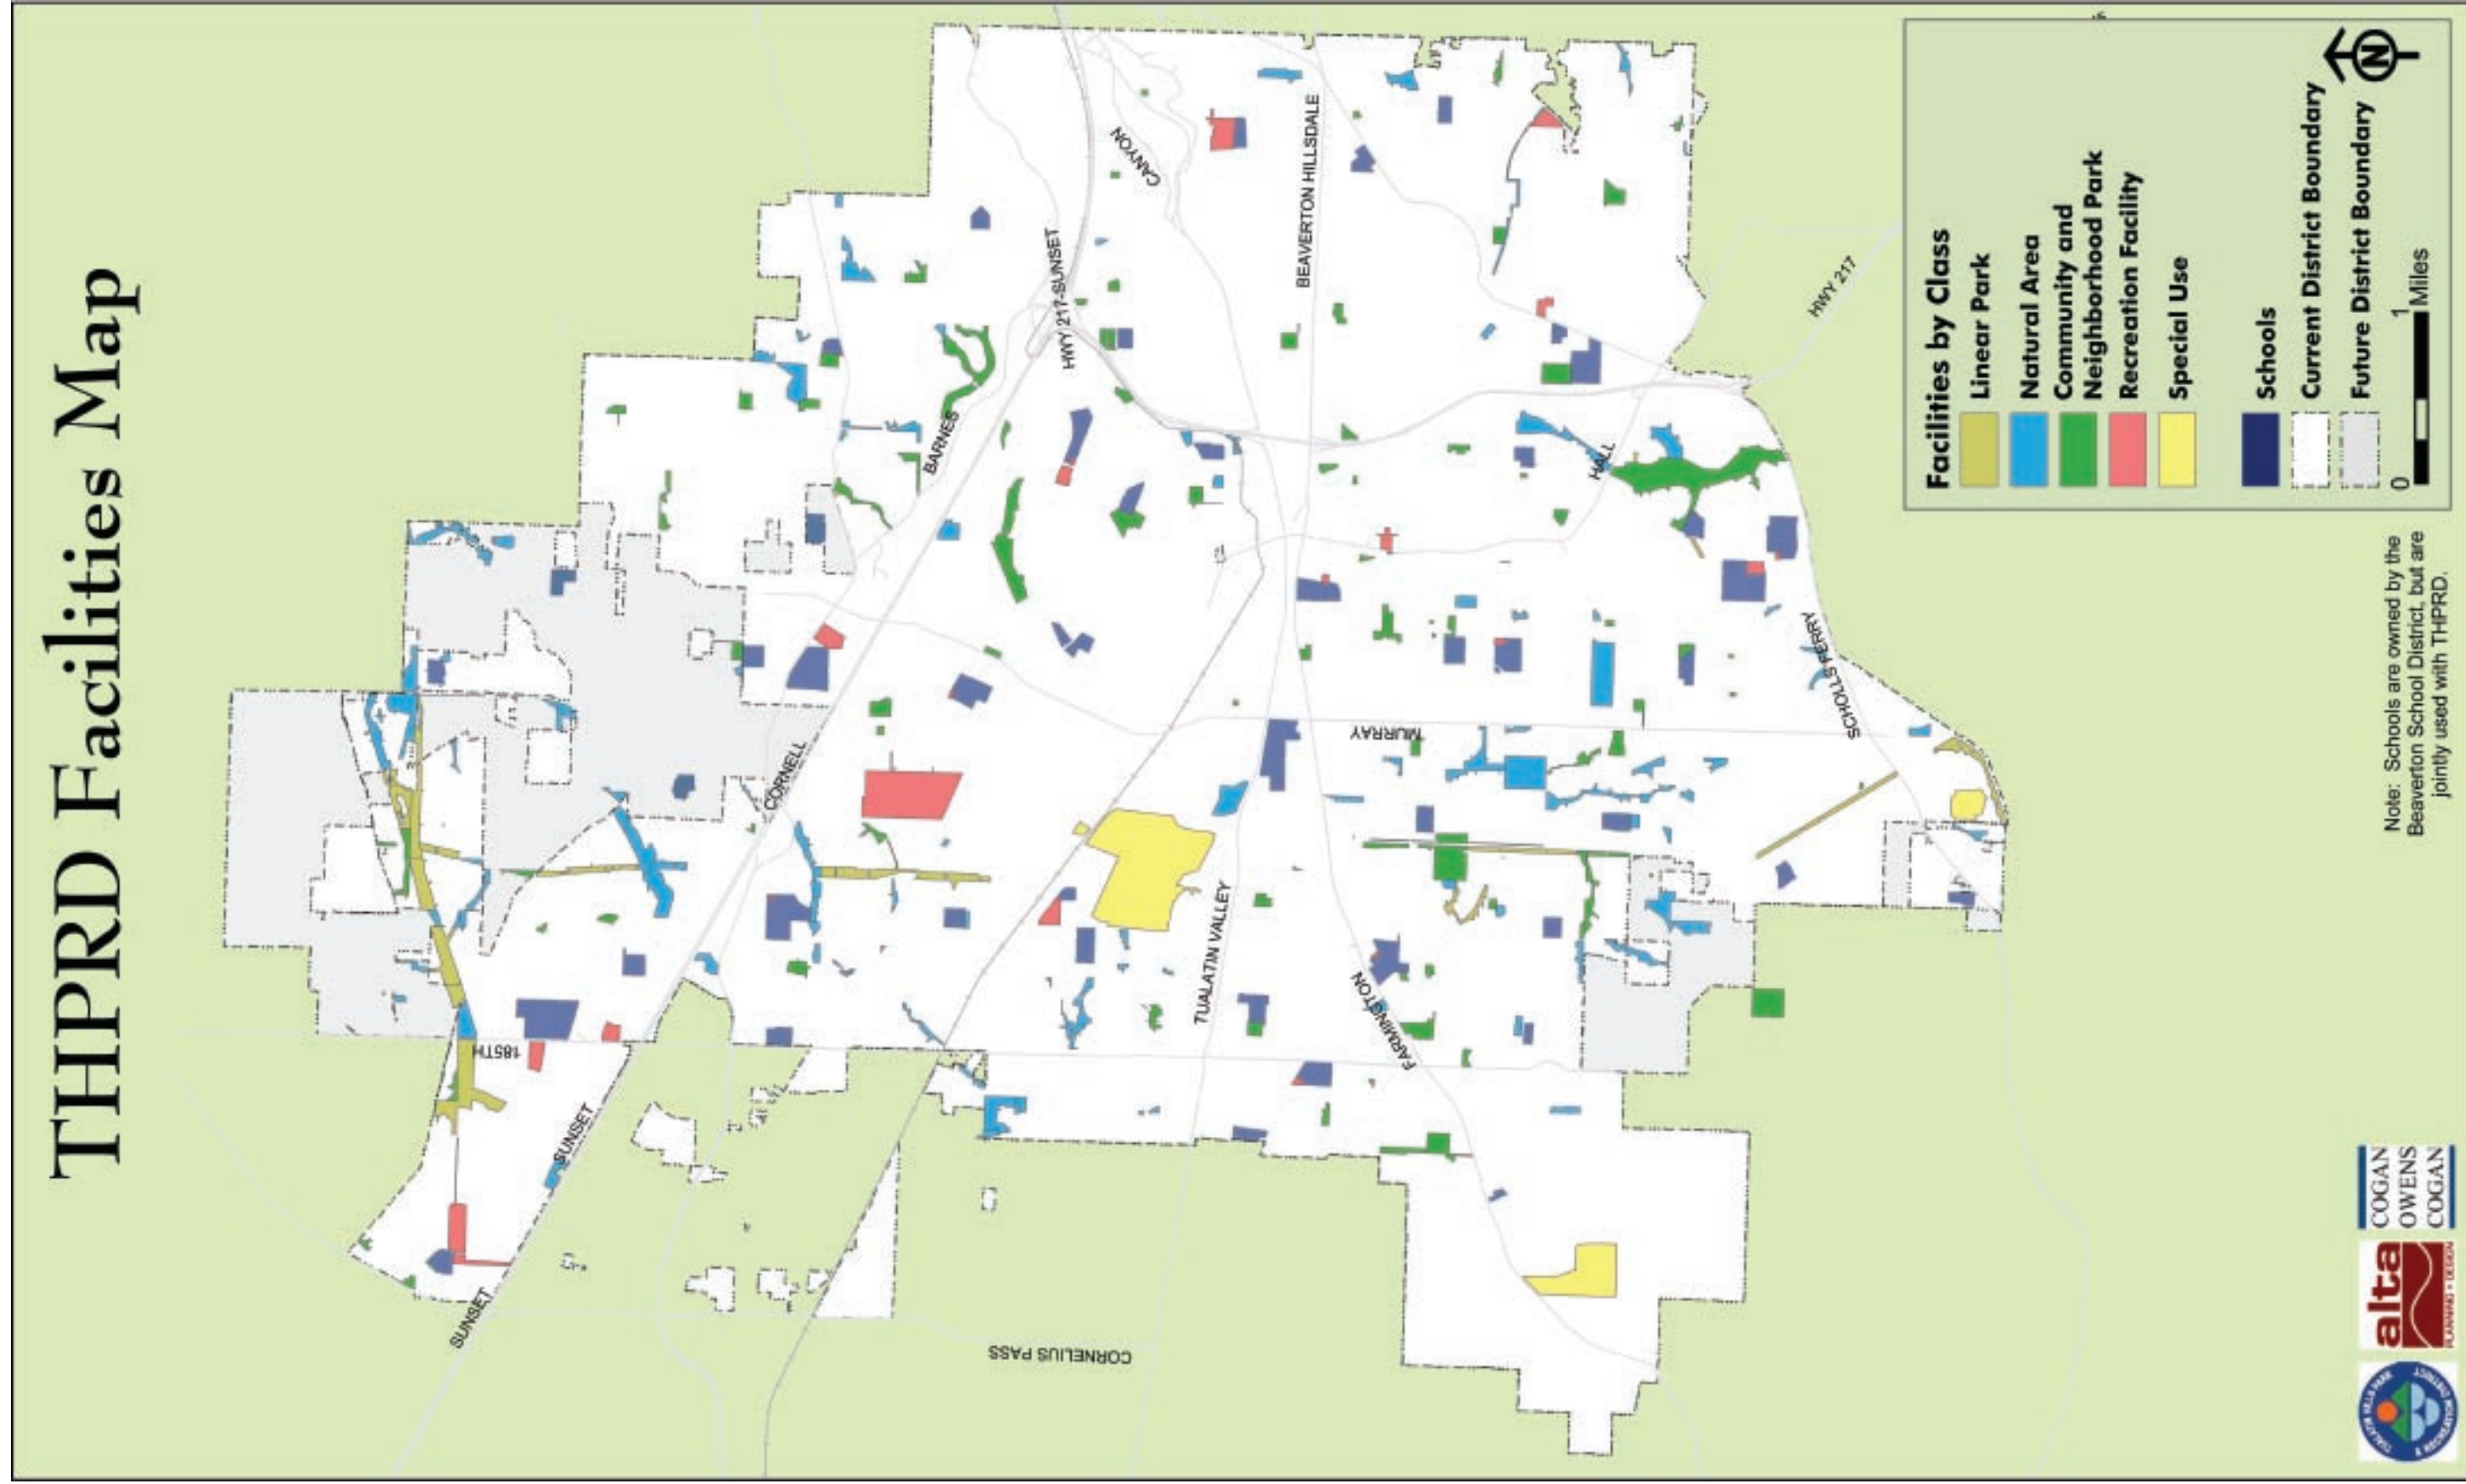 THPRD Facilities Map
SUNSET
SUNSET
185TH
CORNELL
BARNES
HWY 217-SUNSET
CANYON
CORNELIUS PASS
TUALATIN VALLEY
BEAVERTON HILLSDALE
MURRAY
FARMINGTON
HALL
SCHOLLS FERRY
HWY 217
Facilities by Class
Linear Park
Natural Area
Community and
Neighborhood Park
Recreation Facility
Special Use
Schools
Current District Boundary
Future District Boundary
0 1
Miles
N
Note: Schools are owned by the
Beaverton School District, but are
jointly used with THPRD.
alta
PLANNING + DESIGN
COGAN
OWENS
COGAN